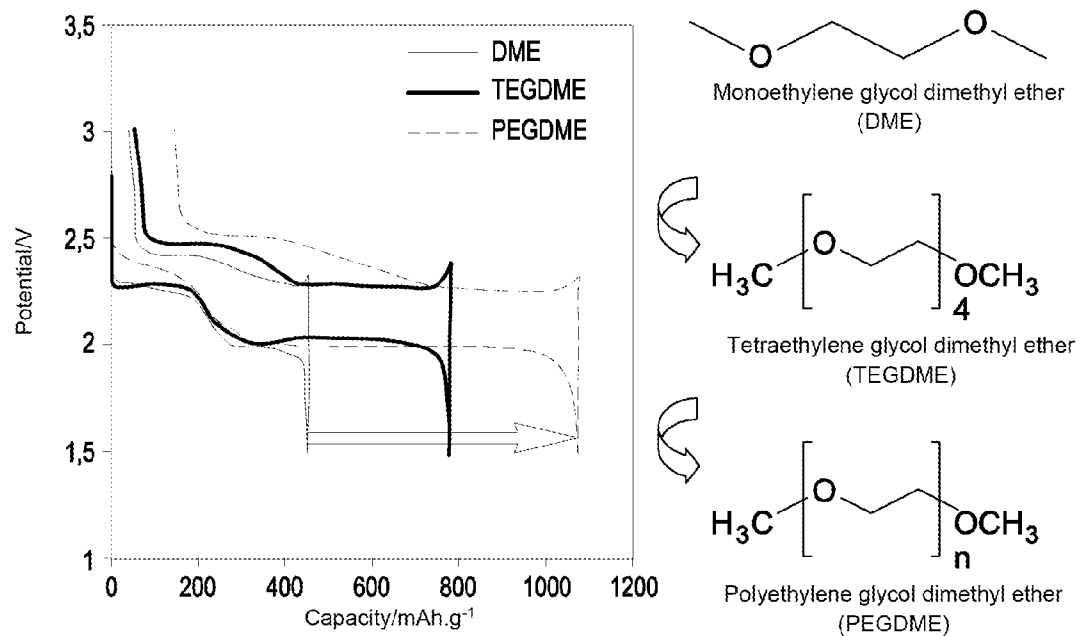 3,5
3
2,5
2
1,5
1
Potential/V
0
200
400
600
800
1000
1200
Capacity/mAh.g⁻¹
DME
TEGDME
PEGDME
O
O
Monoethylene glycol dimethyl ether
(DME)
O
H₃C
OCH₃
4
Tetraethylene glycol dimethyl ether
(TEGDME)
O
H₃C
OCH₃
n
Polyethylene glycol dimethyl ether
(PEGDME)